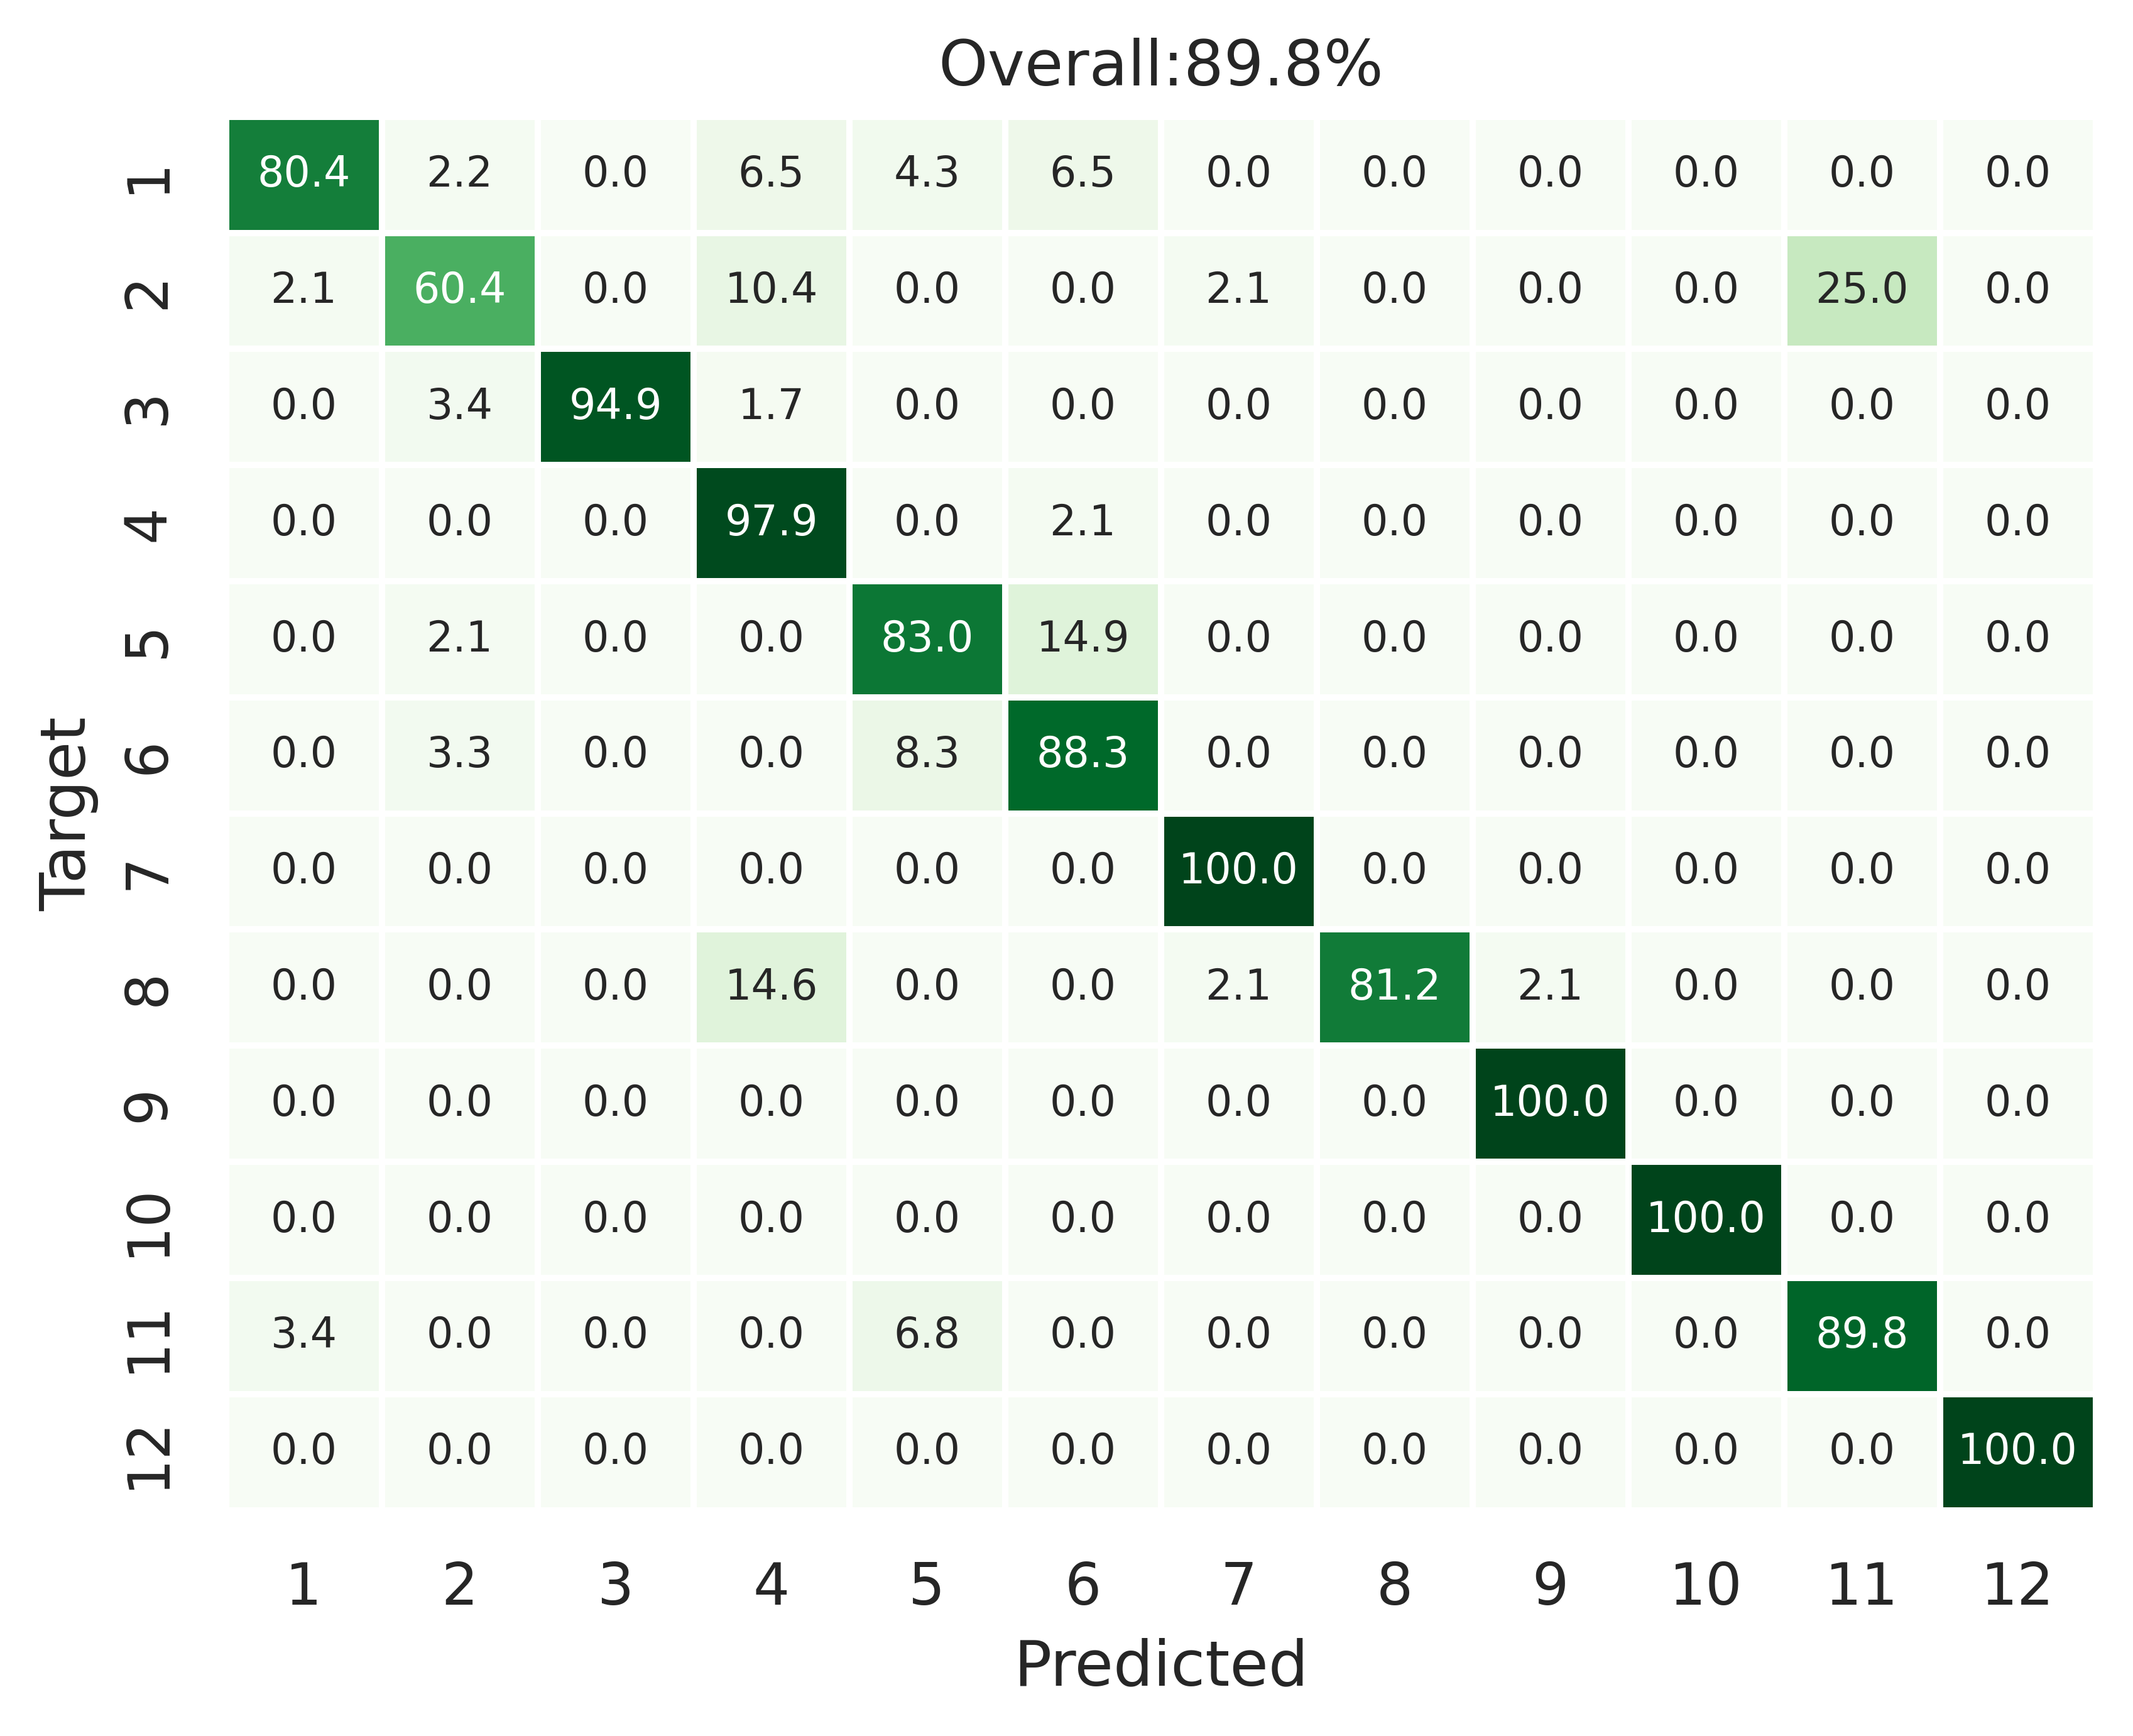 Overall:89.8%
1 80.4 2.2 0.0 6.5 4.3 6.5 0.0 0.0 0.0 0.0 0.0 0.0
2 2.1 60.4 0.0 10.4 0.0 0.0 2.1 0.0 0.0 0.0 25.0 0.0
3 0.0 3.4 94.9 1.7 0.0 0.0 0.0 0.0 0.0 0.0 0.0 0.0
4 0.0 0.0 0.0 97.9 0.0 2.1 0.0 0.0 0.0 0.0 0.0 0.0
5 0.0 2.1 0.0 0.0 83.0 14.9 0.0 0.0 0.0 0.0 0.0 0.0
6 0.0 3.3 0.0 0.0 8.3 88.3 0.0 0.0 0.0 0.0 0.0 0.0
7 0.0 0.0 0.0 0.0 0.0 0.0 100.0 0.0 0.0 0.0 0.0 0.0
8 0.0 0.0 0.0 14.6 0.0 0.0 2.1 81.2 2.1 0.0 0.0 0.0
9 0.0 0.0 0.0 0.0 0.0 0.0 0.0 0.0 100.0 0.0 0.0 0.0
10 0.0 0.0 0.0 0.0 0.0 0.0 0.0 0.0 0.0 100.0 0.0 0.0
11 3.4 0.0 0.0 0.0 6.8 0.0 0.0 0.0 0.0 0.0 89.8 0.0
12 0.0 0.0 0.0 0.0 0.0 0.0 0.0 0.0 0.0 0.0 0.0 100.0
Target
1 2 3 4 5 6 7 8 9 10 11 12
Predicted